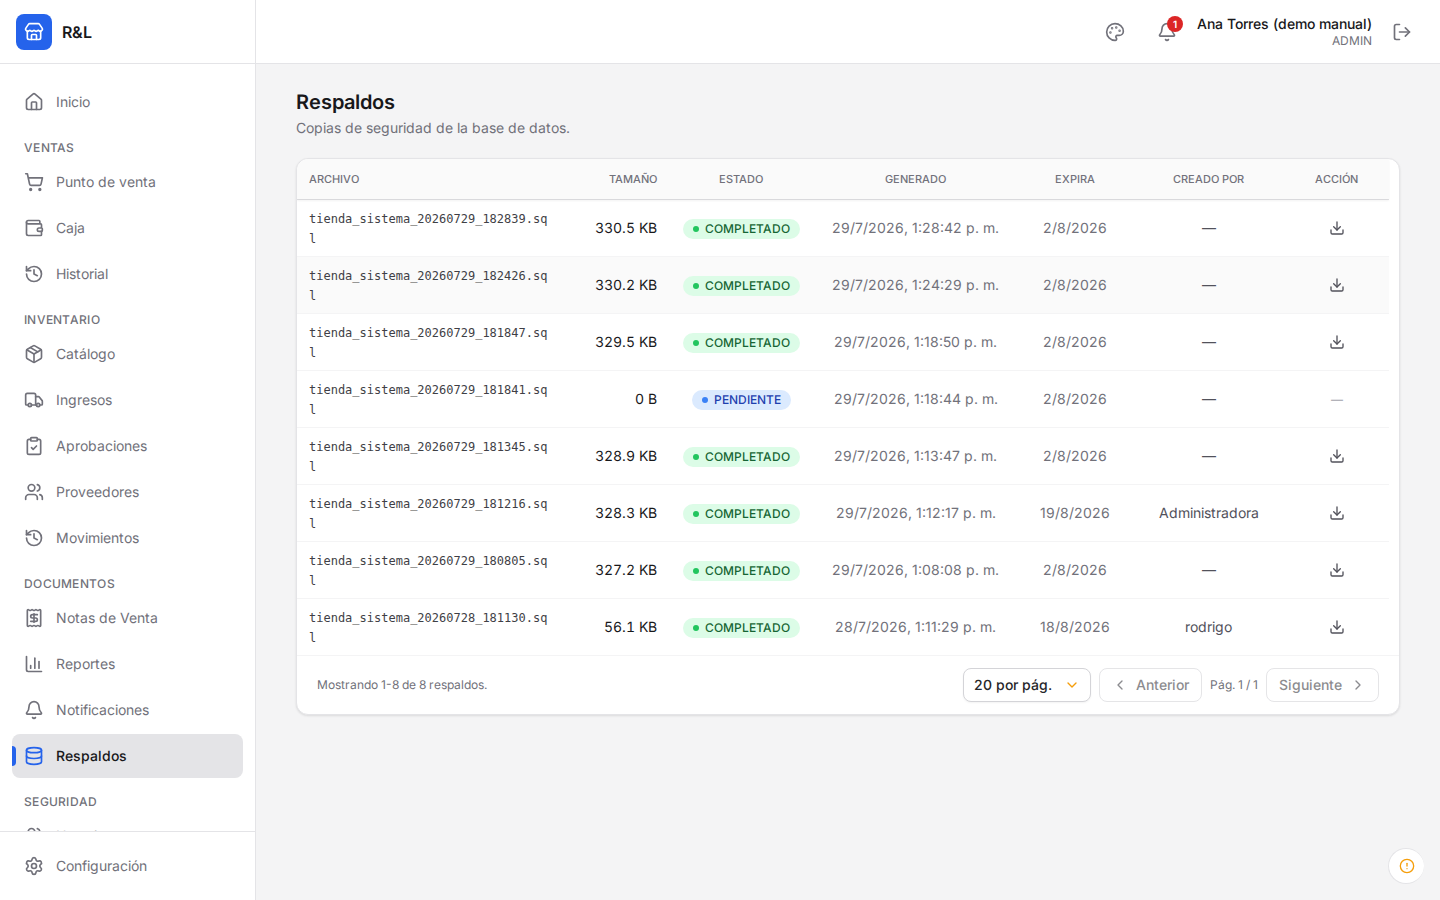 R&L
1
Ana Torres (demo manual)
ADMIN
Inicio
VENTAS
Punto de venta
Caja
Historial
INVENTARIO
Catálogo
Ingresos
Aprobaciones
Proveedores
Movimientos
DOCUMENTOS
Notas de Venta
Reportes
Notificaciones
Respaldos
SEGURIDAD
Configuración
Respaldos
Copias de seguridad de la base de datos.
ARCHIVO TAMAÑO ESTADO GENERADO EXPIRA CREADO POR ACCIÓN
tienda_sistema_20260729_182839.sq
l
330.5 KB COMPLETADO 29/7/2026, 1:28:42 p. m. 2/8/2026 —
tienda_sistema_20260729_182426.sq
l
330.2 KB COMPLETADO 29/7/2026, 1:24:29 p. m. 2/8/2026 —
tienda_sistema_20260729_181847.sq
l
329.5 KB COMPLETADO 29/7/2026, 1:18:50 p. m. 2/8/2026 —
tienda_sistema_20260729_181841.sq
l
0 B PENDIENTE 29/7/2026, 1:18:44 p. m. 2/8/2026 — —
tienda_sistema_20260729_181345.sq
l
328.9 KB COMPLETADO 29/7/2026, 1:13:47 p. m. 2/8/2026 —
tienda_sistema_20260729_181216.sq
l
328.3 KB COMPLETADO 29/7/2026, 1:12:17 p. m. 19/8/2026 Administradora
tienda_sistema_20260729_180805.sq
l
327.2 KB COMPLETADO 29/7/2026, 1:08:08 p. m. 2/8/2026 —
tienda_sistema_20260728_181130.sq
l
56.1 KB COMPLETADO 28/7/2026, 1:11:29 p. m. 18/8/2026 rodrigo
Mostrando 1-8 de 8 respaldos.
20 por pág. Anterior Pág. 1 / 1 Siguiente